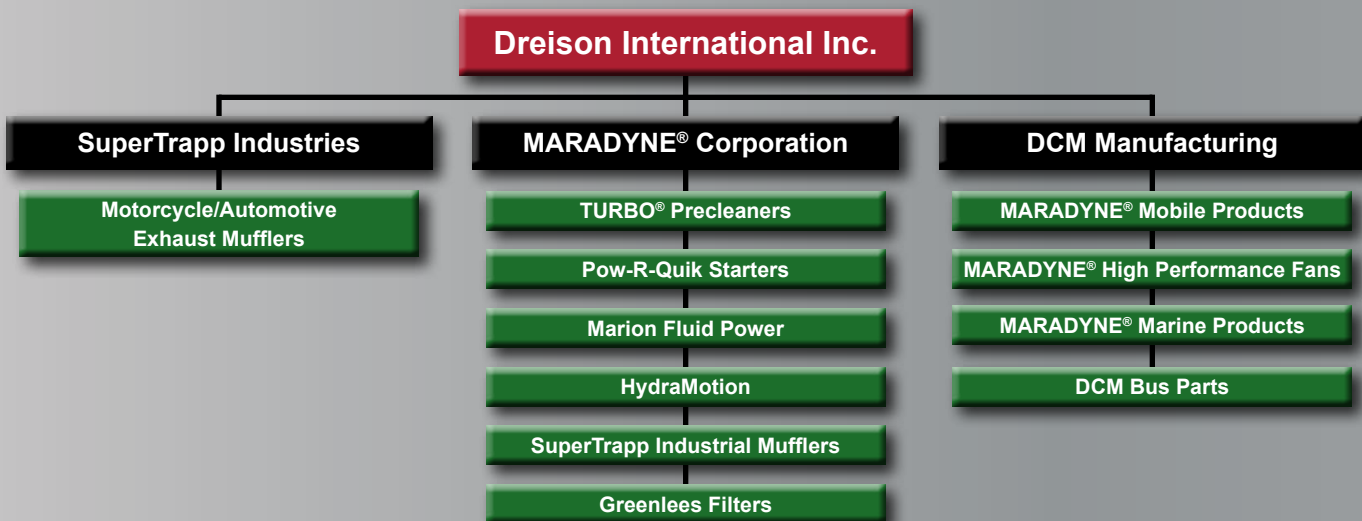 Dreison International Inc.
SuperTrapp Industries
Motorcycle/Automotive
Exhaust Mufflers
MARADYNE® Corporation
TURBO® Precleaners
Pow-R-Quik Starters
Marion Fluid Power
HydraMotion
SuperTrapp Industrial Mufflers
Greenlees Filters
DCM Manufacturing
MARADYNE® Mobile Products
MARADYNE® High Performance Fans
MARADYNE® Marine Products
DCM Bus Parts